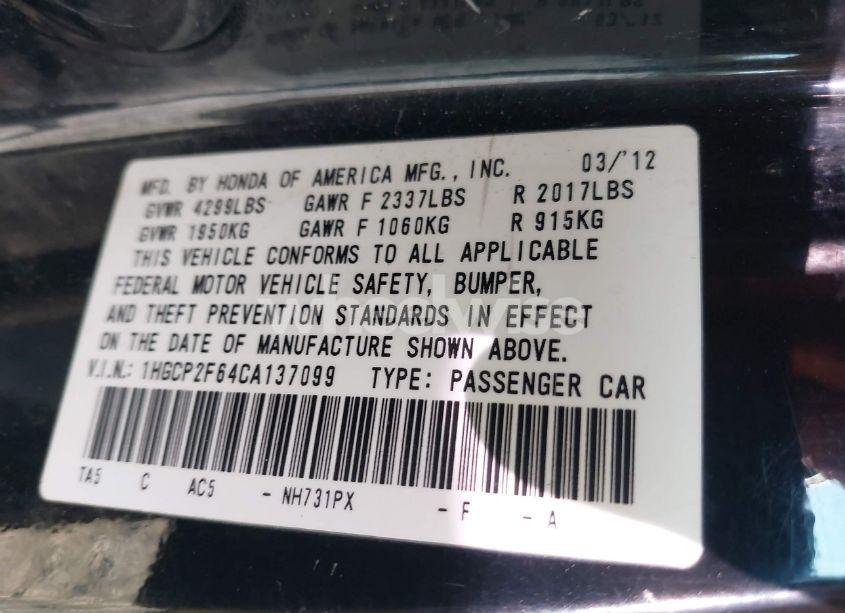 MFD. BY HONDA OF AMERICA MFG., INC. 03/'12
GVWR 4299LBS GAWR F 2337LBS R 2017LBS
GVWR 1950KG GAWR F 1060KG R 915KG
THIS VEHICLE CONFORMS TO ALL APPLICABLE
FEDERAL MOTOR VEHICLE SAFETY, BUMPER,
AND THEFT PREVENTION STANDARDS IN EFFECT
ON THE DATE OF MANUFACTURE SHOWN ABOVE.
V.I.N.: 1HGCP2F64CA137099 TYPE: PASSENGER CAR
TA5 C AC5 - NH731PX - F - A